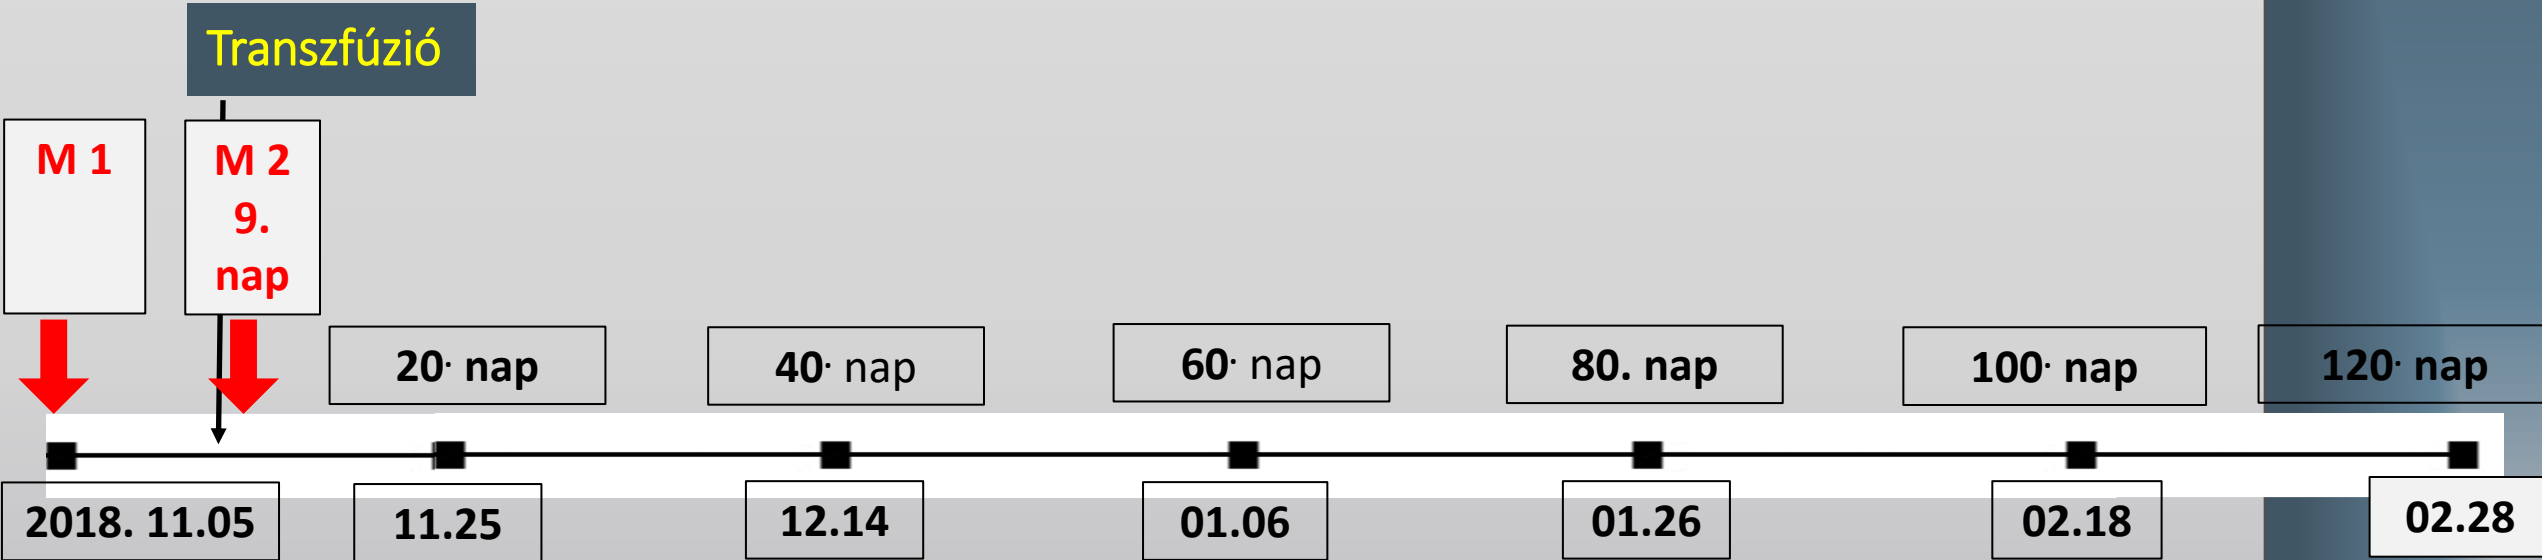 Transzfúzió
M 1
M 2
9.
nap
20. nap
40. nap
60. nap
80. nap
100. nap
120. nap
2018. 11.05
11.25
12.14
01.06
01.26
02.18
02.28